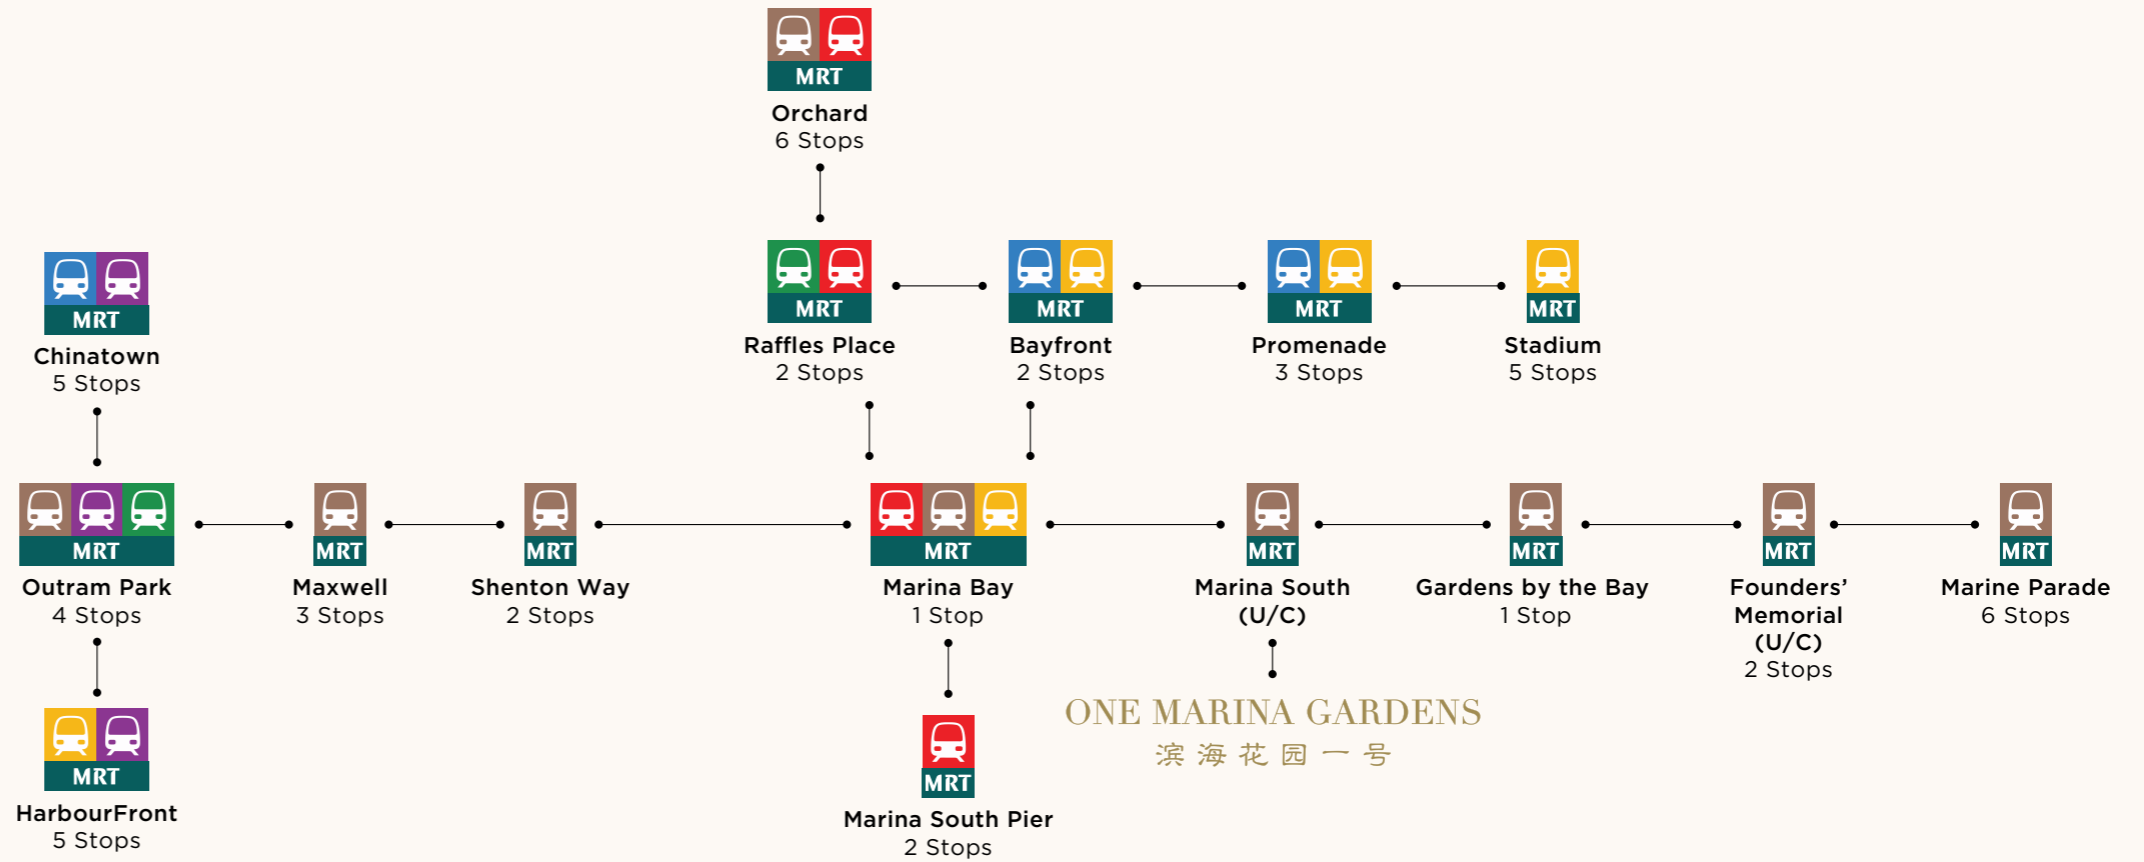 MRT
Orchard
6 Stops
MRT
Chinatown
5 Stops
MRT
Raffles Place
2 Stops
MRT
Bayfront
2 Stops
MRT
Promenade
3 Stops
MRT
Stadium
5 Stops
MRT
Outram Park
4 Stops
MRT
Maxwell
3 Stops
MRT
Shenton Way
2 Stops
MRT
Marina Bay
1 Stop
MRT
Marina South
(U/C)
MRT
Gardens by the Bay
1 Stop
MRT
Founders’
Memorial
(U/C)
2 Stops
MRT
Marine Parade
6 Stops
MRT
HarbourFront
5 Stops
MRT
Marina South Pier
2 Stops
ONE MARINA GARDENS
滨海花园一号